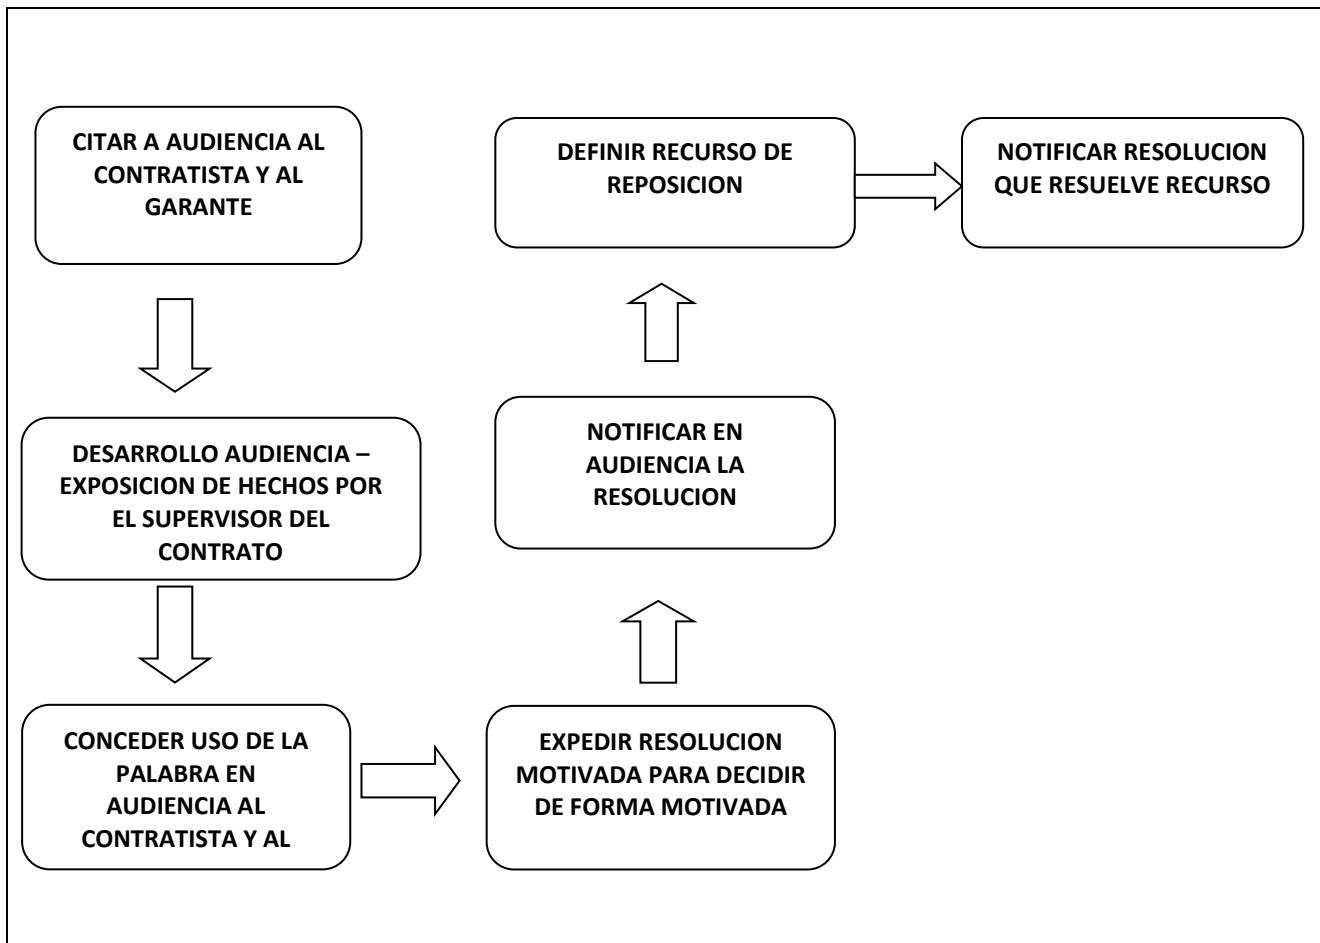 CITAR A AUDIENCIA AL
CONTRATISTA Y AL
GARANTE
DESARROLLO AUDIENCIA –
EXPOSICION DE HECHOS POR
EL SUPERVISOR DEL
CONTRATO
CONCEDER USO DE LA
PALABRA EN
AUDIENCIA AL
CONTRATISTA Y AL
EXPEDIR RESOLUCION
MOTIVADA PARA DECIDIR
DE FORMA MOTIVADA
NOTIFICAR EN
AUDIENCIA LA
RESOLUCION
DEFINIR RECURSO DE
REPOSICION
NOTIFICAR RESOLUCION
QUE RESUELVE RECURSO